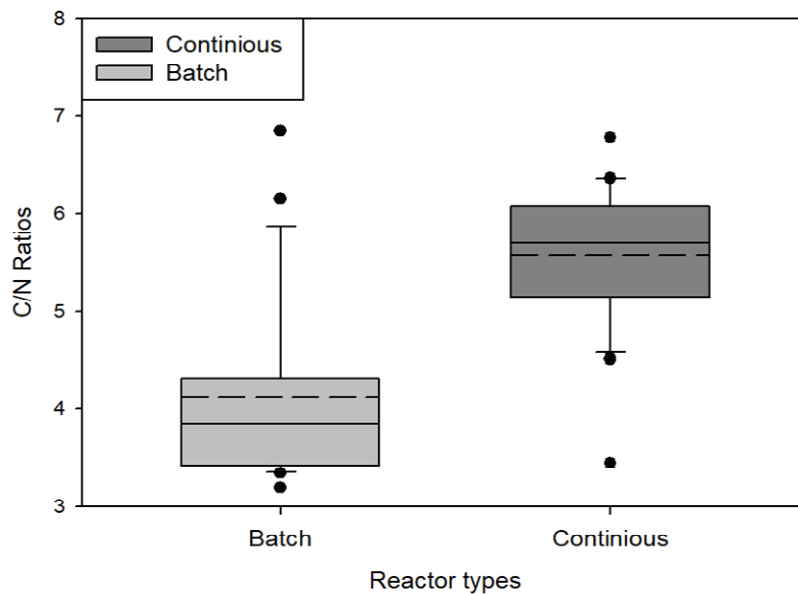 8
Continious
Batch
7
6
5
4
3
C/N Ratios
Batch Continious
Reactor types